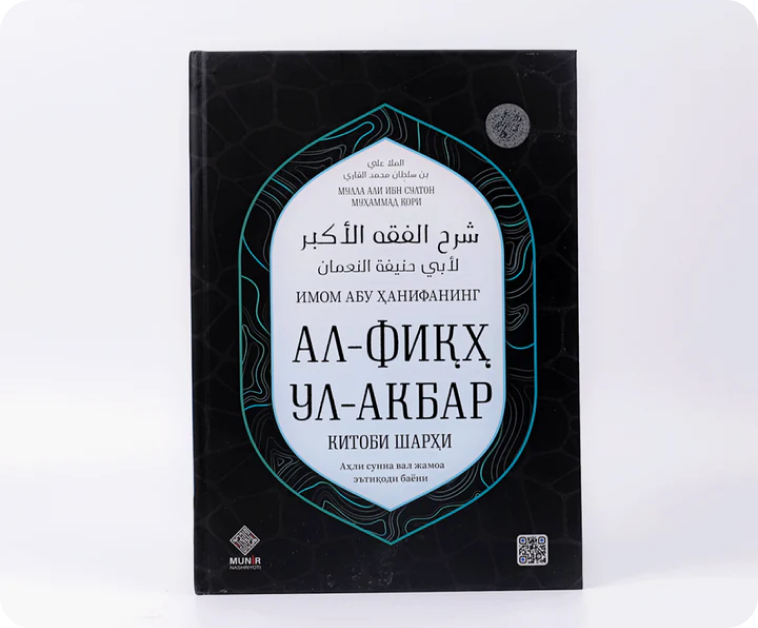 الملا علي
بن سلطان محمد القاري
МУЛЛА АЛИ ИБН СУЛТОН
МУҲАММАД ҚОРИ
شرح الفقه الأكبر
لأبي حنيفة النعمان
ИМОМ АБУ ҲАНИФАНИНГ
АЛ-ФИҚҲ
УЛ-АКБАР
КИТОБИ ШАРҲИ
Аҳли сунна вал жамоа
эътиқоди баёни
MUNIR
NASHRIYOTI